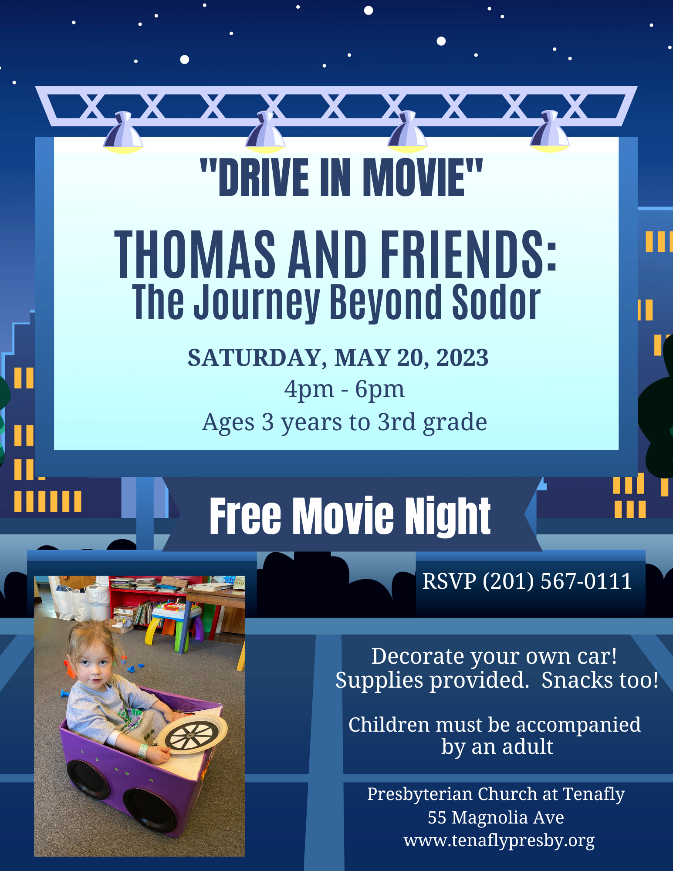 "DRIVE IN MOVIE"
THOMAS AND FRIENDS:
The Journey Beyond Sodor
SATURDAY, MAY 20, 2023
4pm - 6pm
Ages 3 years to 3rd grade
Free Movie Night
RSVP (201) 567-0111
Decorate your own car!
Supplies provided.  Snacks too!
Children must be accompanied
by an adult
Presbyterian Church at Tenafly
55 Magnolia Ave
www.tenaflypresby.org